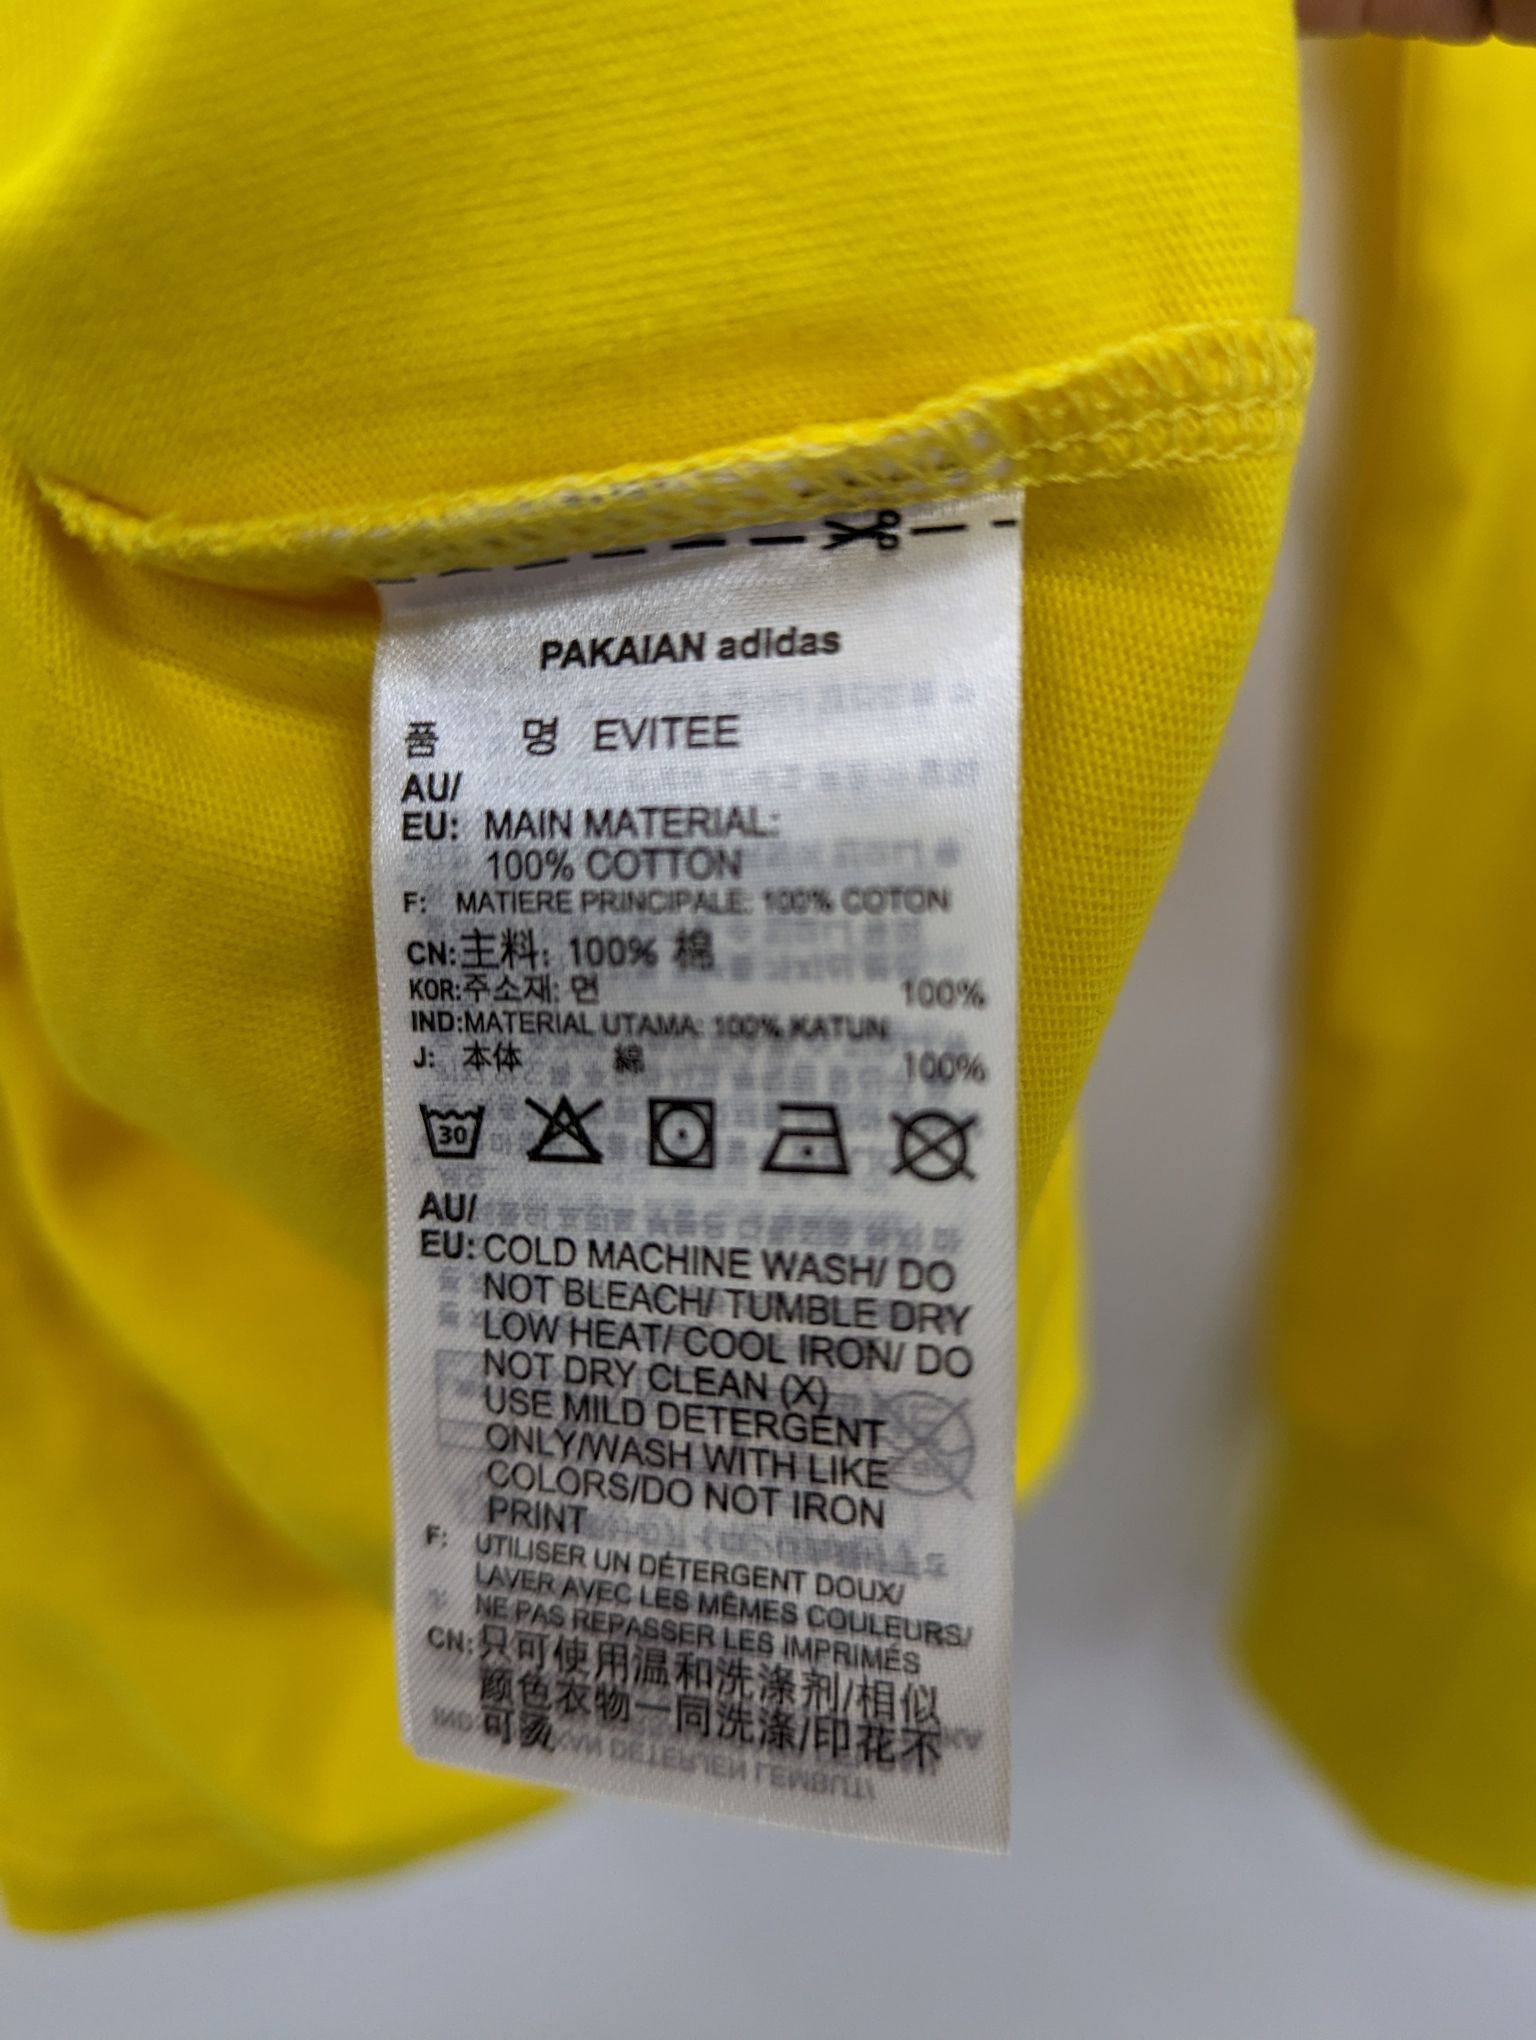 PAKAIAN adidas
품 명 EVITEE
AU/
EU: MAIN MATERIAL:
100% COTTON
F: MATIERE PRINCIPALE: 100% COTON
CN:主料: 100% 棉
KOR:주소재: 면 100%
IND:MATERIAL UTAMA: 100% KATUN
J: 本体 綿 100%
30
AU/
EU: COLD MACHINE WASH/ DO
NOT BLEACH/ TUMBLE DRY
LOW HEAT/ COOL IRON/ DO
NOT DRY CLEAN (X)
USE MILD DETERGENT
ONLY/WASH WITH LIKE
COLORS/DO NOT IRON
PRINT
F: UTILISER UN DÉTERGENT DOUX/
LAVER AVEC LES MÊMES COULEURS/
NE PAS REPASSER LES IMPRIMÉS
CN:只可使用温和洗涤剂/相似
颜色衣物一同洗涤/印花不
可烫